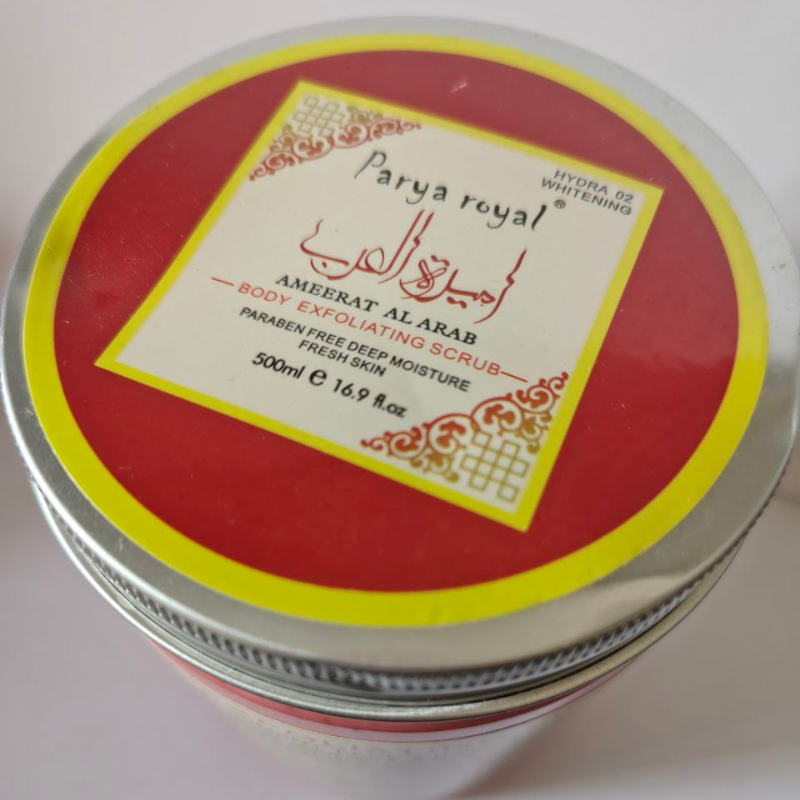 HYDRA 02
WHITENING
Parya royal®
اميرة العرب
AMEERAT AL ARAB
BODY EXFOLIATING SCRUB
PARABEN FREE DEEP MOISTURE
FRESH SKIN
500ml e 16.9 fl.oz